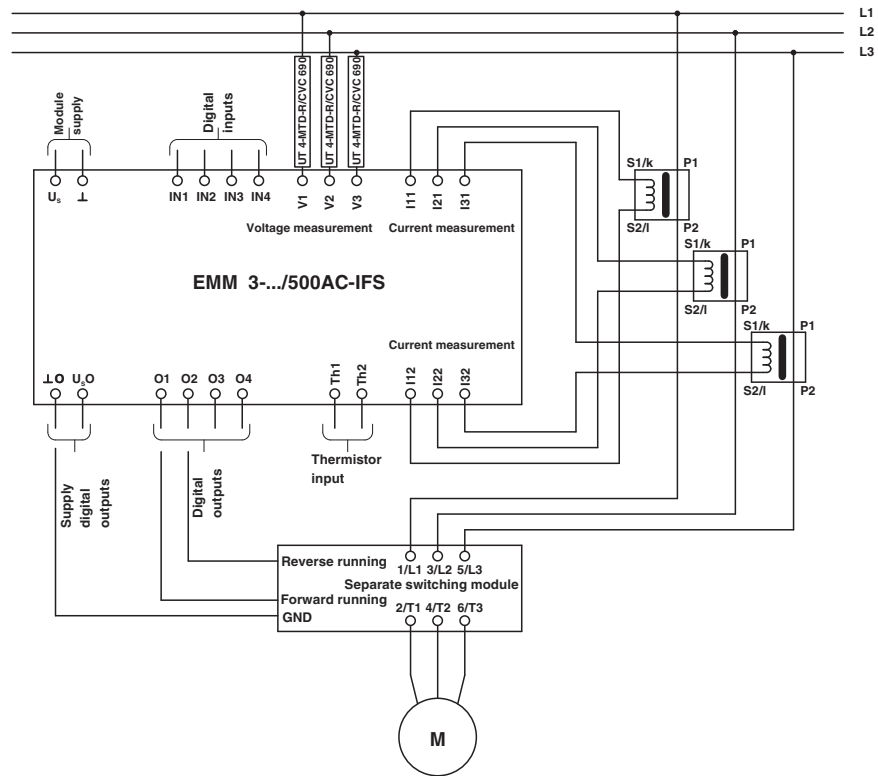 L1
L2
L3
UT 4-MTD-R/CVC 690
UT 4-MTD-R/CVC 690
UT 4-MTD-R/CVC 690
Module
supply
Digital
inputs
Us
⊥
IN1
IN2
IN3
IN4
V1
V2
V3
I11
I21
I31
Voltage measurement
Current measurement
S1/k
P1
S2/l
P2
S1/k
P1
S2/l
P2
S1/k
P1
S2/l
P2
EMM 3-.../500AC-IFS
Current measurement
⊥O
UsO
O1
O2
O3
O4
Th1
Th2
I12
I22
I32
Supply
digital
outputs
Digital
outputs
Thermistor
input
Reverse running
1/L1 3/L2 5/L3
Separate switching module
Forward running
2/T1 4/T2 6/T3
GND
M